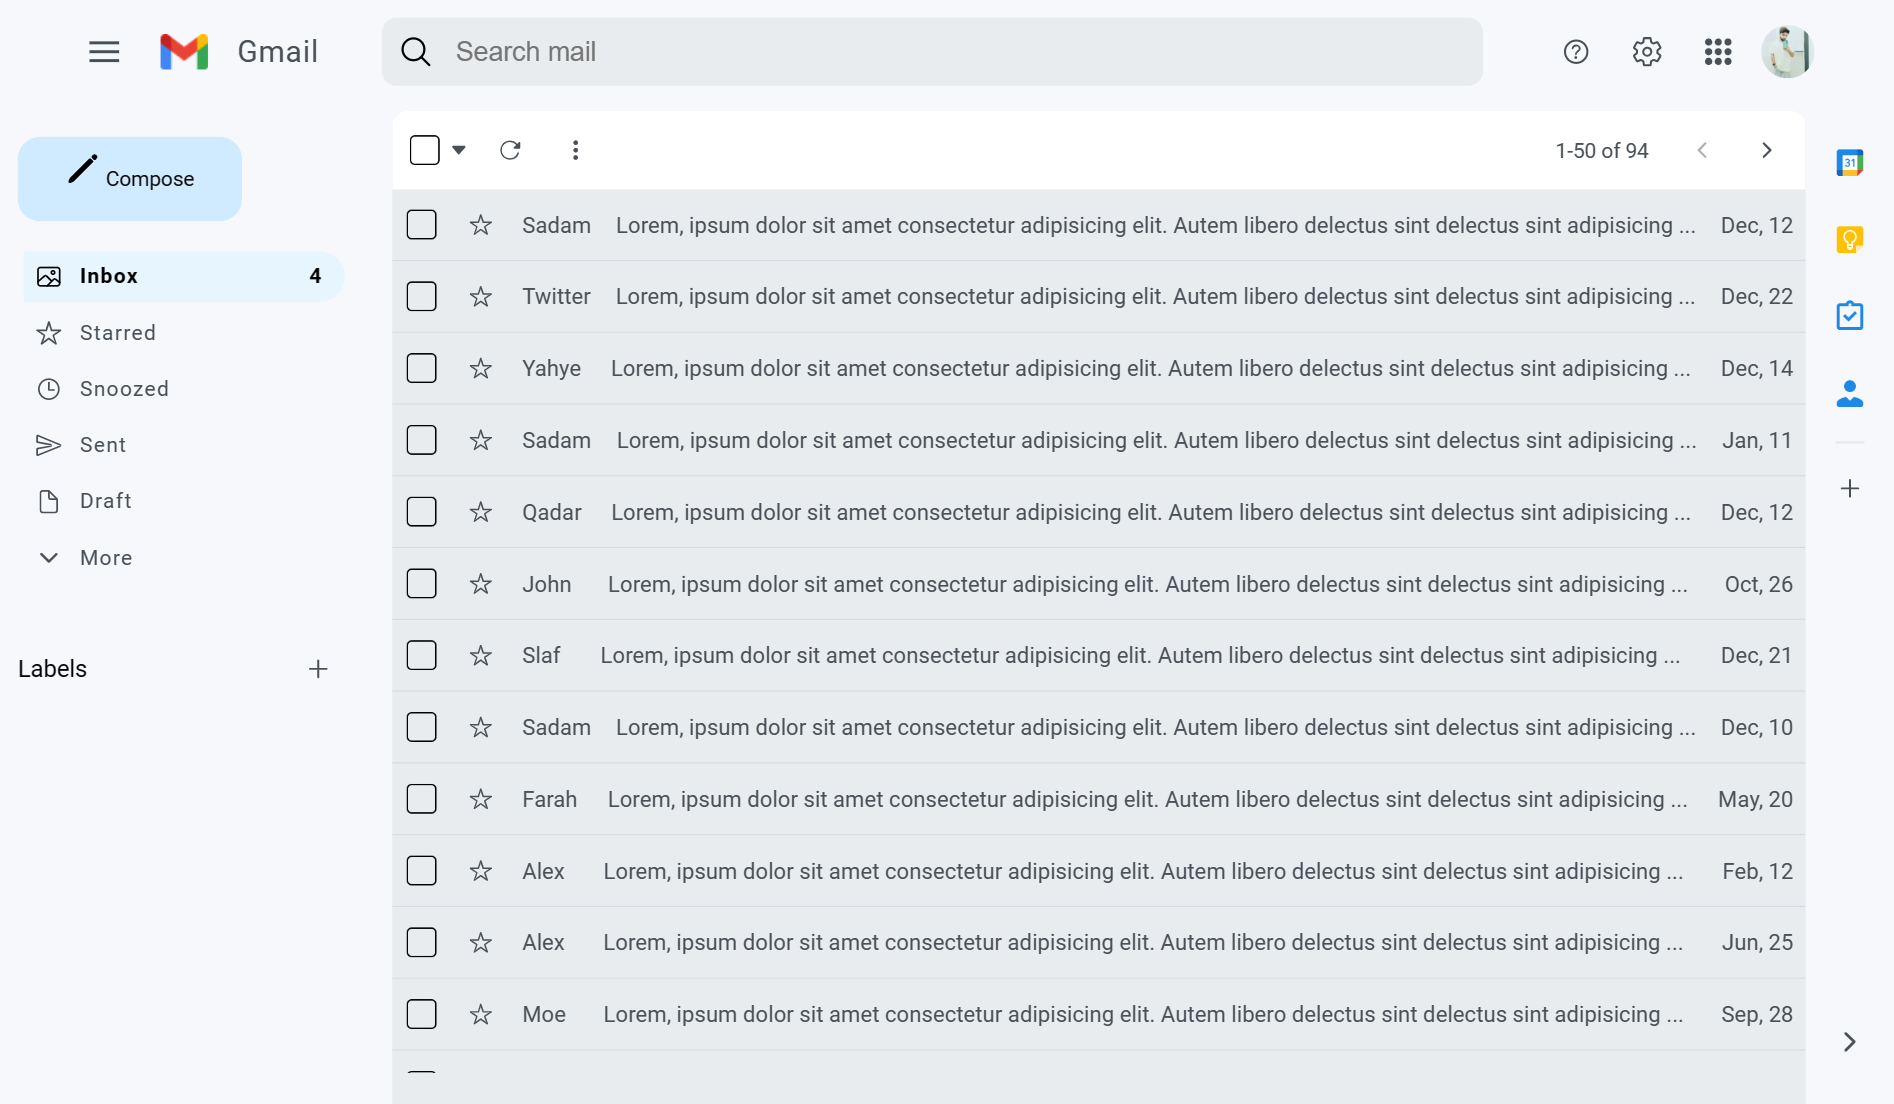 Gmail
Search mail
Compose
1-50 of 94
Inbox 4
Starred
Snoozed
Sent
Draft
More
Labels
Sadam Lorem, ipsum dolor sit amet consectetur adipisicing elit. Autem libero delectus sint delectus sint adipisicing ... Dec, 12
Twitter Lorem, ipsum dolor sit amet consectetur adipisicing elit. Autem libero delectus sint delectus sint adipisicing ... Dec, 22
Yahye Lorem, ipsum dolor sit amet consectetur adipisicing elit. Autem libero delectus sint delectus sint adipisicing ... Dec, 14
Sadam Lorem, ipsum dolor sit amet consectetur adipisicing elit. Autem libero delectus sint delectus sint adipisicing ... Jan, 11
Qadar Lorem, ipsum dolor sit amet consectetur adipisicing elit. Autem libero delectus sint delectus sint adipisicing ... Dec, 12
John Lorem, ipsum dolor sit amet consectetur adipisicing elit. Autem libero delectus sint delectus sint adipisicing ... Oct, 26
Slaf Lorem, ipsum dolor sit amet consectetur adipisicing elit. Autem libero delectus sint delectus sint adipisicing ... Dec, 21
Sadam Lorem, ipsum dolor sit amet consectetur adipisicing elit. Autem libero delectus sint delectus sint adipisicing ... Dec, 10
Farah Lorem, ipsum dolor sit amet consectetur adipisicing elit. Autem libero delectus sint delectus sint adipisicing ... May, 20
Alex Lorem, ipsum dolor sit amet consectetur adipisicing elit. Autem libero delectus sint delectus sint adipisicing ... Feb, 12
Alex Lorem, ipsum dolor sit amet consectetur adipisicing elit. Autem libero delectus sint delectus sint adipisicing ... Jun, 25
Moe Lorem, ipsum dolor sit amet consectetur adipisicing elit. Autem libero delectus sint delectus sint adipisicing ... Sep, 28
31